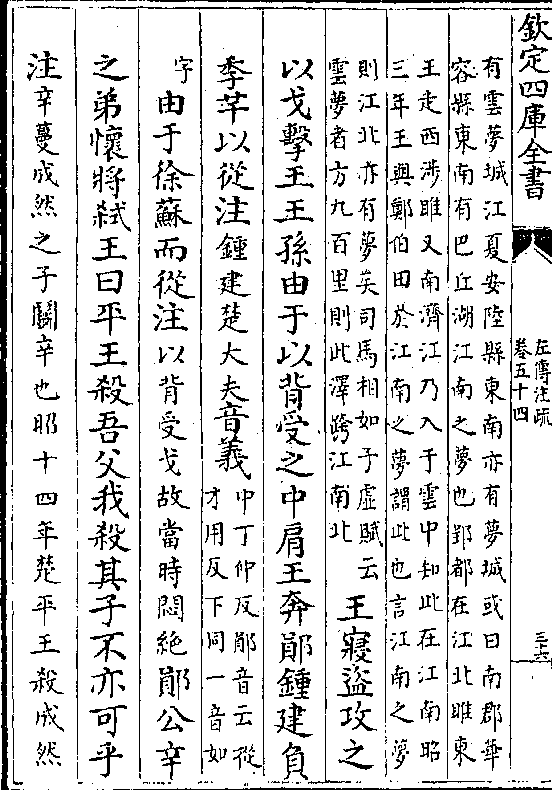 欽定四庫全書
左傳注疏
卷五十四
三六
有雲夢城江夏安陸縣東南亦有夢城或曰南郡華
容縣東南有巴丘湖江南之夢也郢都在江北睢東
王走西涉睢又南濟江乃入于雲中知此在江南昭
三年王與鄭伯田於江南之夢謂此也言江南之夢
則江北亦有夢矣司馬相如子虛賦云
雲夢者方九百里則此澤跨江南北
王寢盜攻之
以戈擊王王孫由于以背受之中肩王奔鄖鍾建負
季芊以從注鍾建楚大夫音義
中丁仲反鄖音云從
才用反下同一音如
字
由于徐蘇而從注以背受戈故當時悶絶鄖公辛
之弟懷將弑王曰平王殺吾父我殺其子不亦可乎
注辛蔓成然之子鬭辛也昭十四年楚平王殺成然